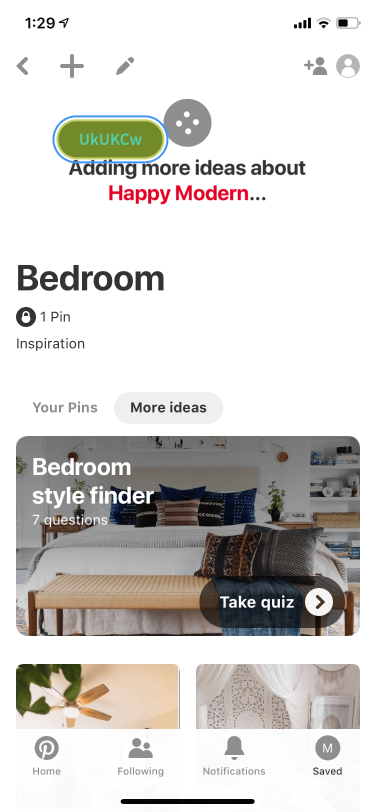 1:29
UkUKCw
Adding more ideas about
Happy Modern...
Bedroom
1 Pin
Inspiration
Your Pins
More ideas
Bedroom
style finder
7 questions
Take quiz
Home
Following
Notifications
M
Saved